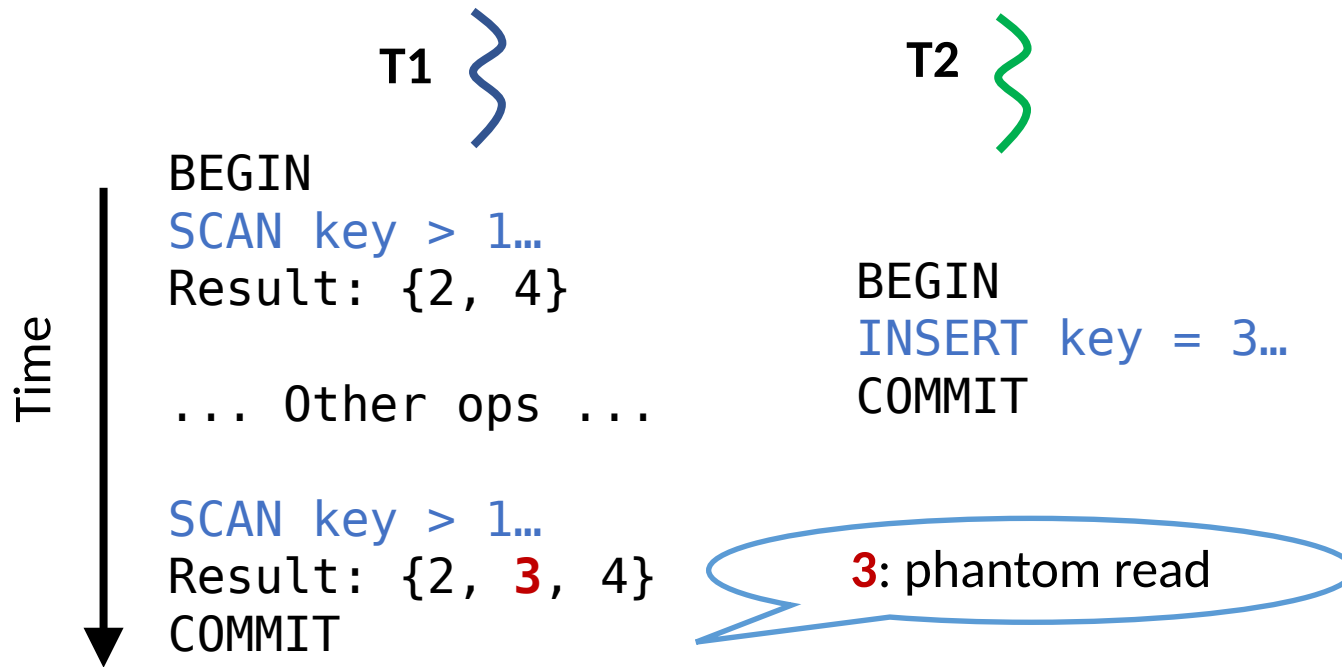 T1
T2
BEGIN
SCAN key > 1…
Result: {2, 4}
BEGIN
INSERT key = 3…
COMMIT
... Other ops ...
SCAN key > 1…
Result: {2, 3, 4}
COMMIT
3: phantom read
Time